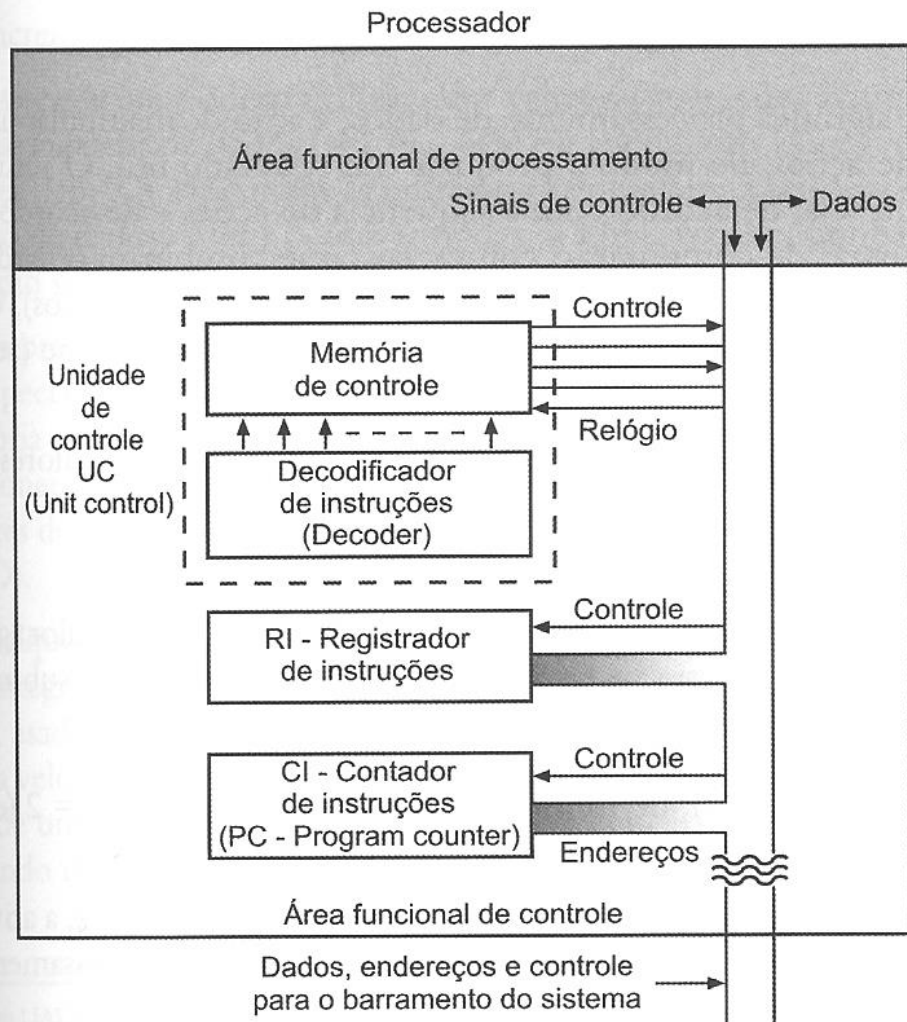 Processador
Área funcional de processamento
Sinais de controle
Dados
Controle
Memória
de controle
Relógio
Unidade
de
controle
UC
(Unit control)
Decodificador
de instruções
(Decoder)
Controle
RI - Registrador
de instruções
Controle
CI - Contador
de instruções
(PC - Program counter)
Endereços
Área funcional de controle
Dados, endereços e controle
para o barramento do sistema